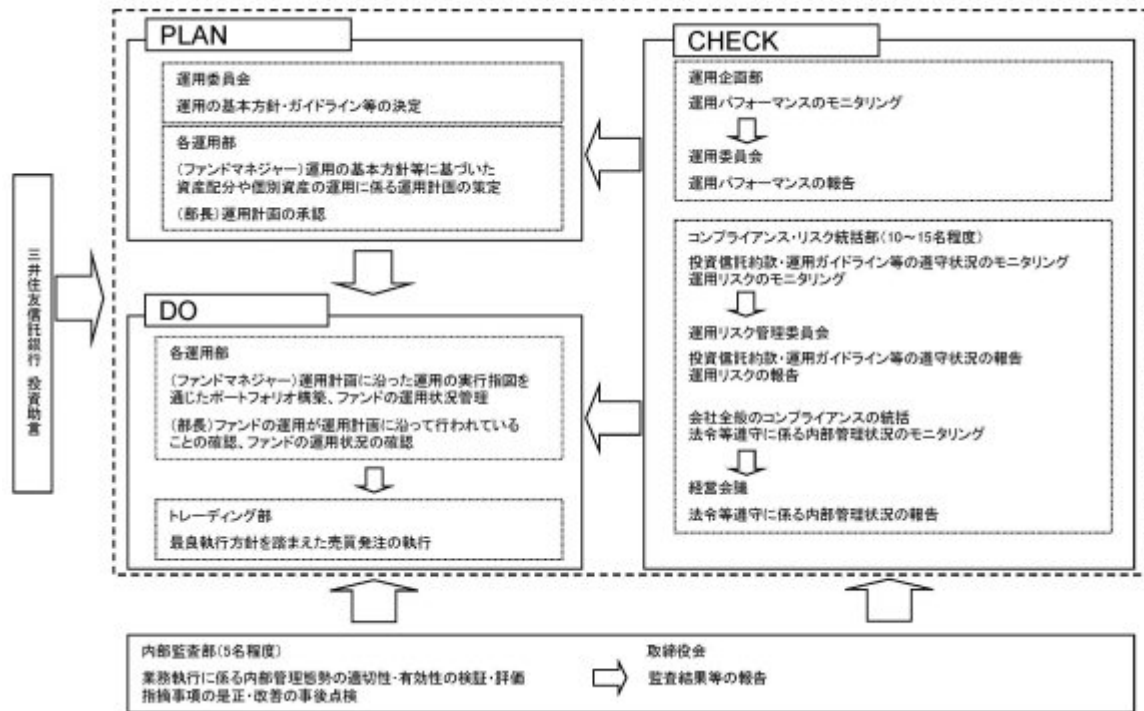 三井住友信託銀行 投資助言
PLAN
運用委員会
運用の基本方針・ガイドライン等の決定
各運用部
(ファンドマネジャー)運用の基本方針等に基づいた
資産配分や個別資産の運用に係る運用計画の策定
(部長)運用計画の承認
DO
各運用部
(ファンドマネジャー)運用計画に沿った運用の実行指図を
通じたポートフォリオ構築、ファンドの運用状況管理
(部長)ファンドの運用が運用計画に沿って行われている
ことの確認、ファンドの運用状況の確認
トレーディング部
最良執行方針を踏まえた売買発注の執行
CHECK
運用企画部
運用パフォーマンスのモニタリング
運用委員会
運用パフォーマンスの報告
コンプライアンス・リスク統括部(10~15名程度)
投資信託約款・運用ガイドライン等の遵守状況のモニタリング
運用リスクのモニタリング
運用リスク管理委員会
投資信託約款・運用ガイドライン等の遵守状況の報告
運用リスクの報告
会社全般のコンプライアンスの統括
法令等遵守に係る内部管理状況のモニタリング
経営会議
法令等遵守に係る内部管理状況の報告
内部監査部(5名程度)
業務執行に係る内部管理態勢の適切性・有効性の検証・評価
指摘事項の是正・改善の事後点検
取締役会
監査結果等の報告